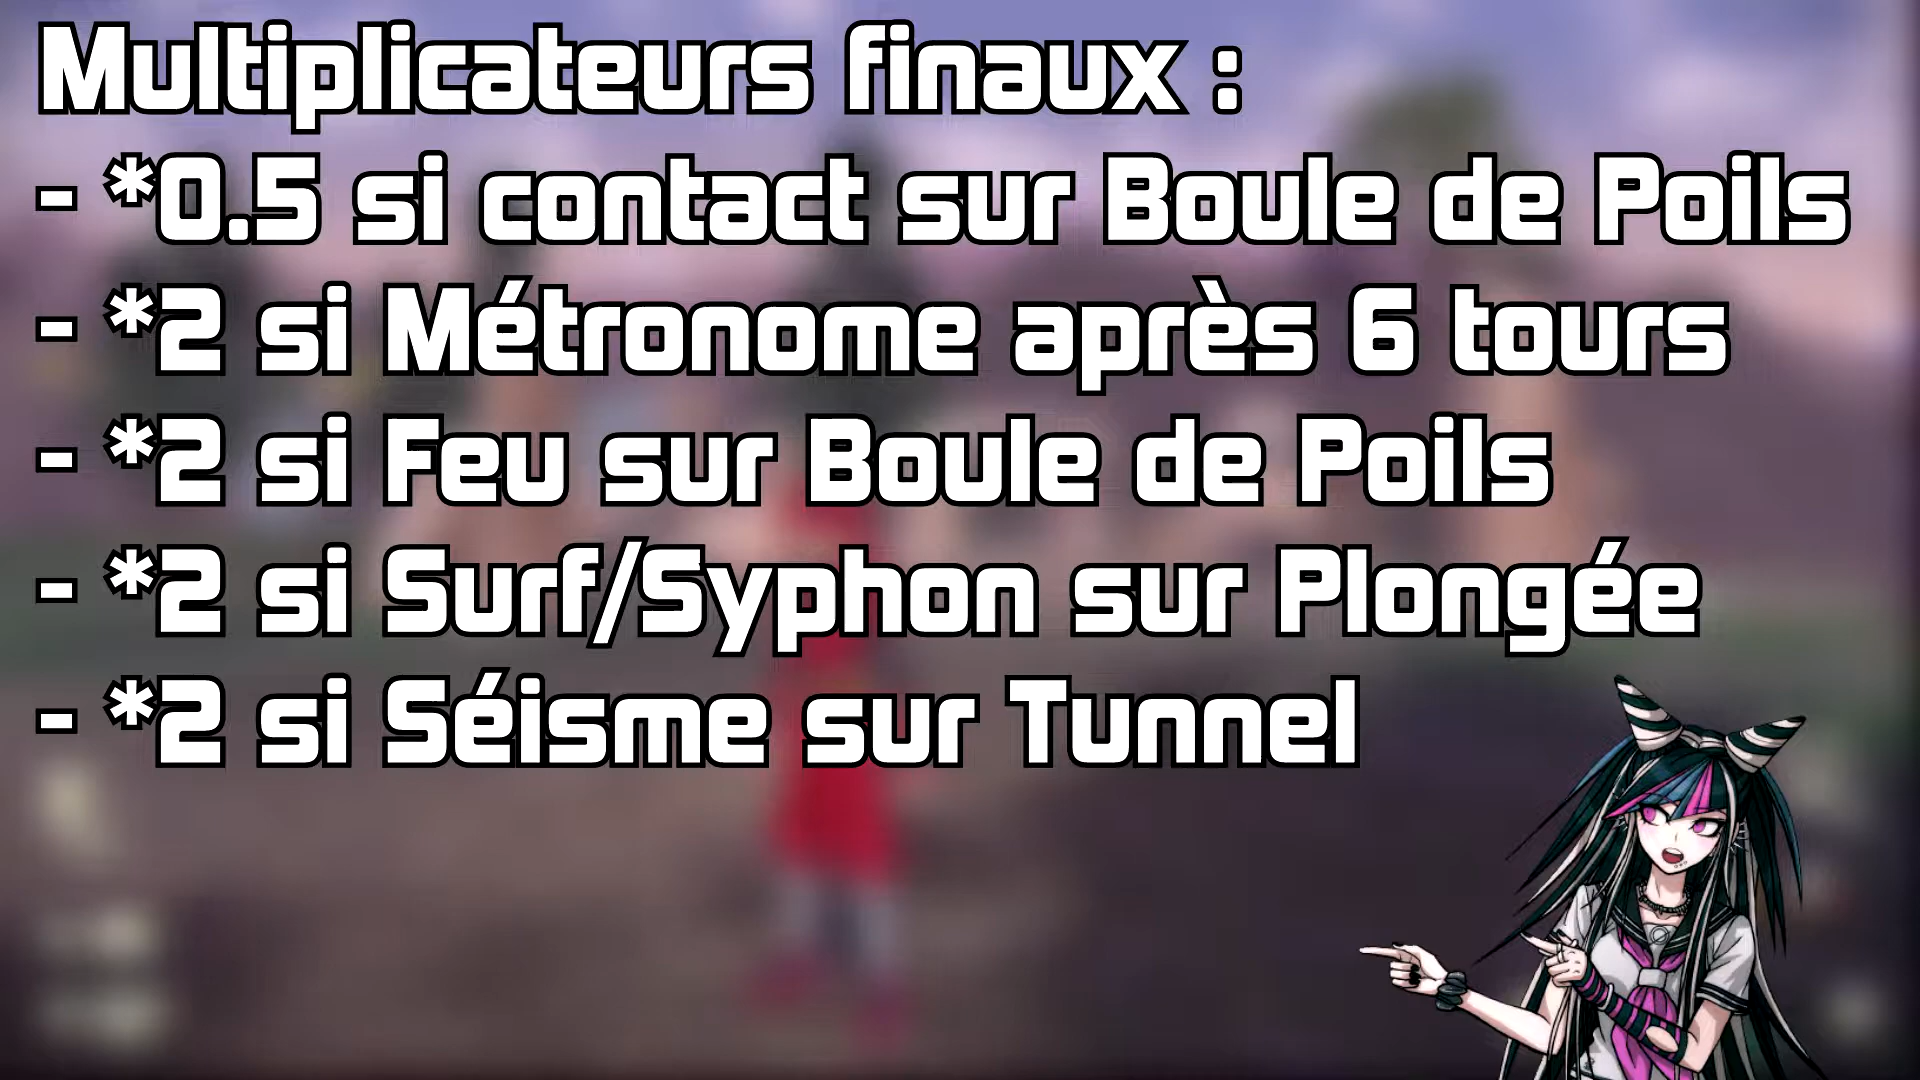 Multiplicateurs finaux :
- *0.5 si contact sur Boule de Poils
- *2 si Métronome après 6 tours
- *2 si Feu sur Boule de Poils
- *2 si Surf/Syphon sur Plongée
- *2 si Séisme sur Tunnel